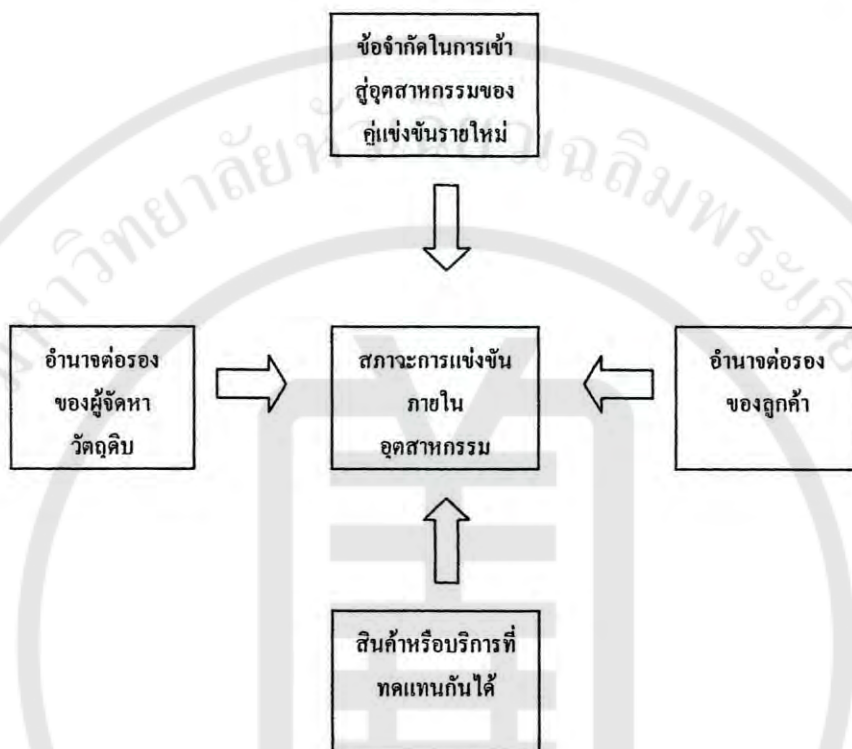 ข้อจำกัดในการเข้า
สู่อุตสาหกรรมของ
คู่แข่งขันรายใหม่
อำนาจต่อรอง
ของผู้จัดหา
วัตถุดิบ
สภาวะการแข่งขัน
ภายใน
อุตสาหกรรม
อำนาจต่อรอง
ของลูกค้า
สินค้าหรือบริการที่
ทดแทนกันได้